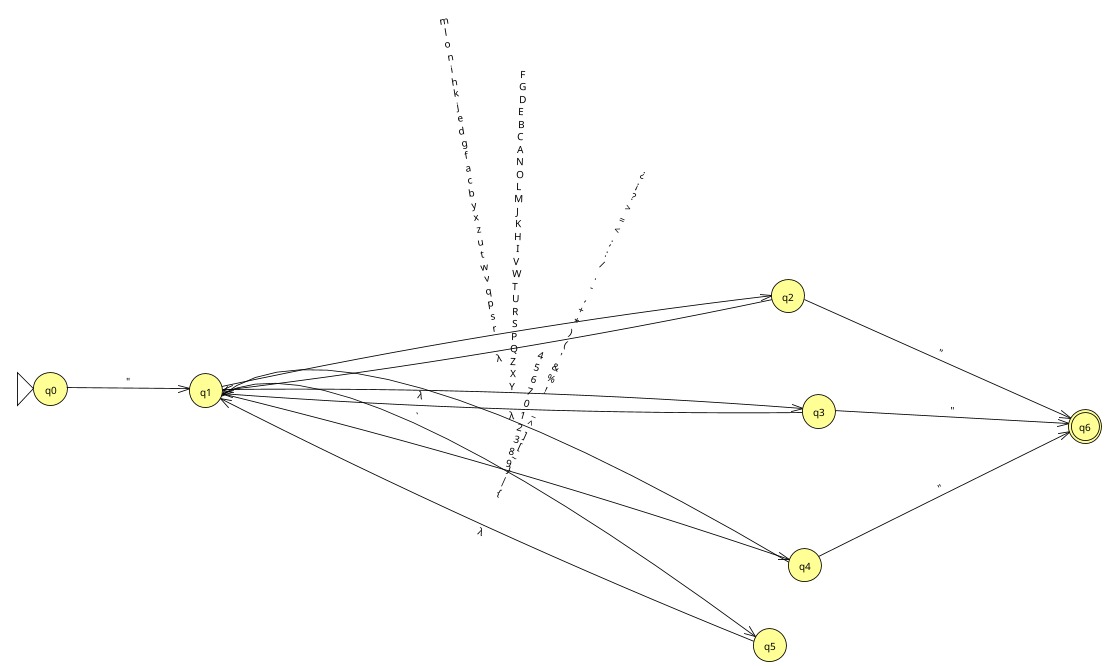 m
l
o
n
i
h
k
j
e
d
g
f
a
c
b
y
x
z
u
t
w
v
q
p
s
r
λ
F
G
D
E
B
C
A
N
O
L
M
J
K
H
I
V
W
T
U
R
S
P
Q
Z
X
Y
λ
¿
¡
?
>
=
<
/
+
*
)
(
&
%
!
^
]
[
{
4
5
6
7
0
1
2
3
8
9
λ
λ
"
"
"
"
q0
q1
q2
q3
q4
q5
q6